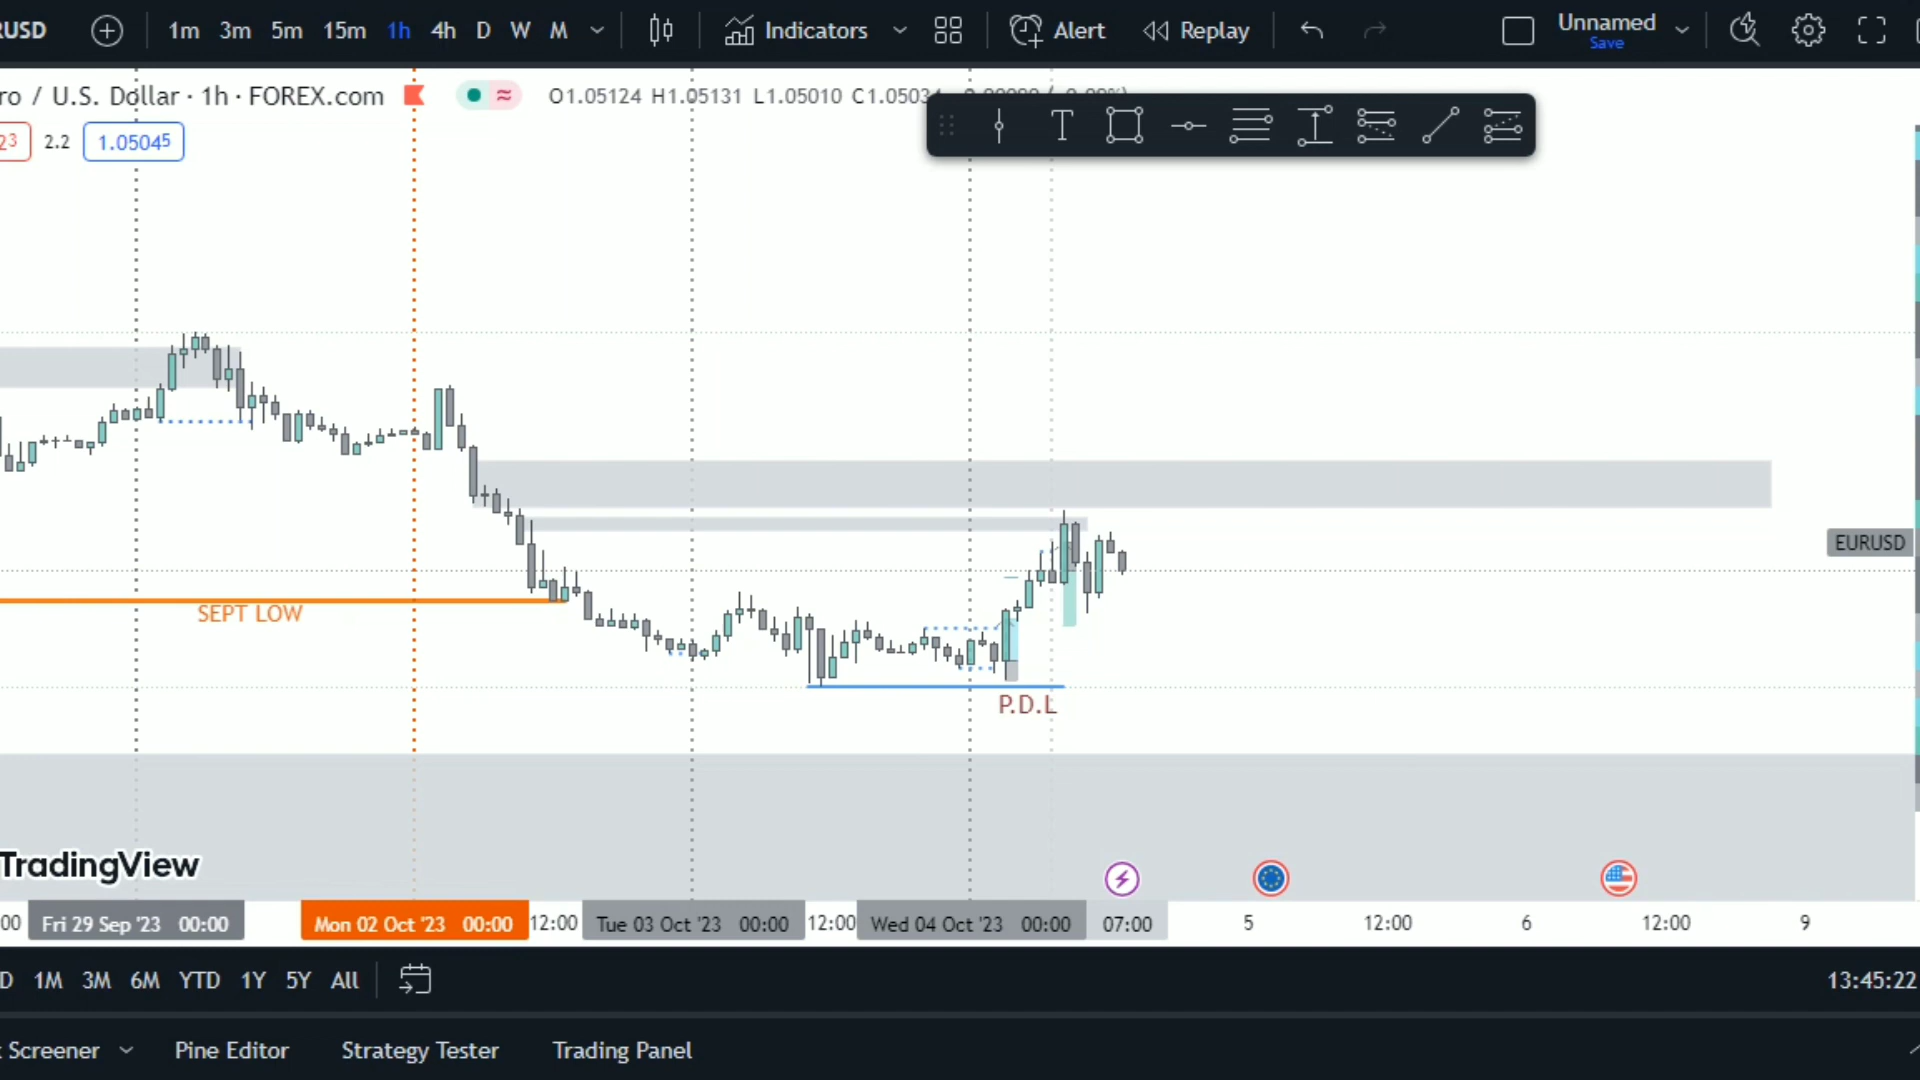 USD 1m 3m 5m 15m 1h 4h D W M Indicators Alert Replay Unnamed
Save
ro / U.S. Dollar · 1h · FOREX.com O1.05124 H1.05131 L1.05010
23 2.2 1.05045
EURUSD
SEPT LOW
P.D.L
TradingView
00 Fri 29 Sep '23 00:00 Mon 02 Oct '23 00:00 12:00 Tue 03 Oct '23 00:00 12:00 Wed 04 Oct '23 00:00 07:00 5 12:00 6 12:00 9
D 1M 3M 6M YTD 1Y 5Y All 13:45:22
Screener Pine Editor Strategy Tester Trading Panel